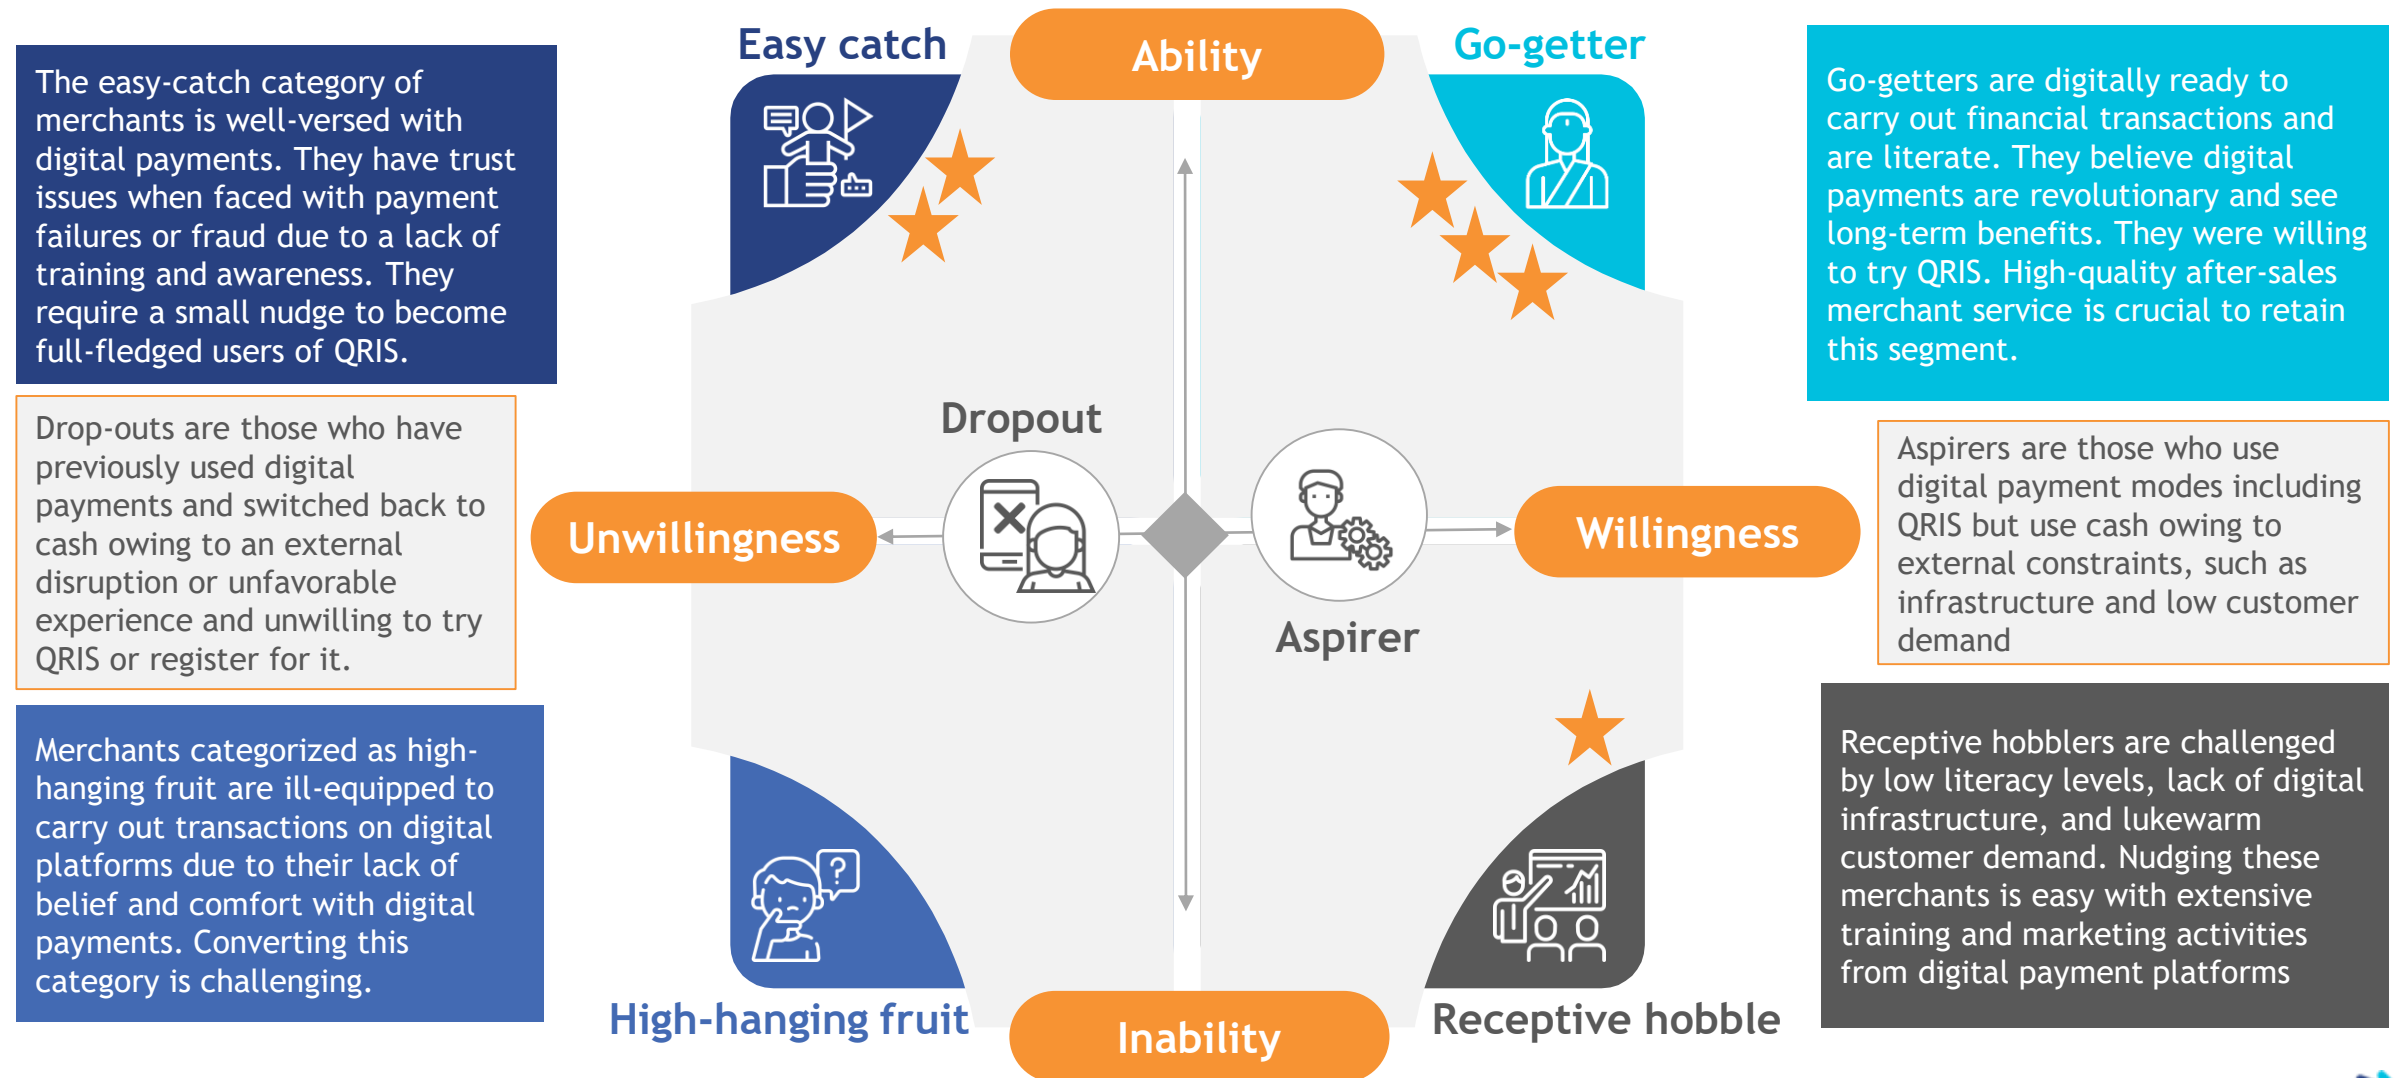 Easy catch
Ability
Go-getter
The easy-catch category of
merchants is well-versed with
digital payments. They have trust
issues when faced with payment
failures or fraud due to a lack of
training and awareness. They
require a small nudge to become
full-fledged users of QRIS.
Go-getters are digitally ready to
carry out financial transactions and
are literate. They believe digital
payments are revolutionary and see
long-term benefits. They were willing
to try QRIS. High-quality after-sales
merchant service is crucial to retain
this segment.
Drop-outs are those who have
previously used digital
payments and switched back to
cash owing to an external
disruption or unfavorable
experience and unwilling to try
QRIS or register for it.
Dropout
Unwillingness
Willingness
Aspirer
Aspirers are those who use
digital payment modes including
QRIS but use cash owing to
external constraints, such as
infrastructure and low customer
demand
Merchants categorized as high-
hanging fruit are ill-equipped to
carry out transactions on digital
platforms due to their lack of
belief and comfort with digital
payments. Converting this
category is challenging.
?
Receptive hobblers are challenged
by low literacy levels, lack of digital
infrastructure, and lukewarm
customer demand. Nudging these
merchants is easy with extensive
training and marketing activities
from digital payment platforms
High-hanging fruit
Inability
Receptive hobble